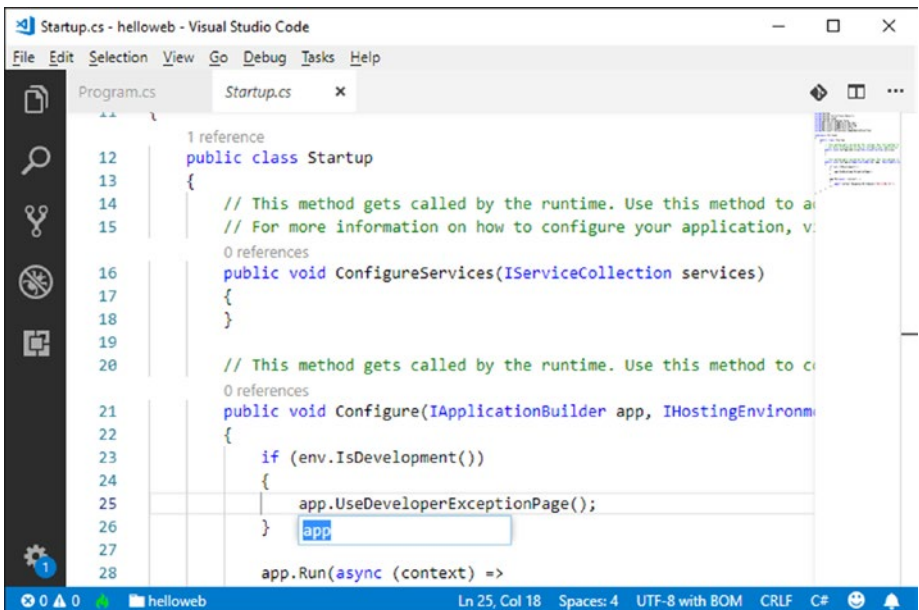 Startup.cs - helloweb - Visual Studio Code
File Edit Selection View Go Debug Tasks Help
Program.cs Startup.cs
11 {
1 reference
12 public class Startup
13 {
14 // This method gets called by the runtime. Use this method to
15 // For more information on how to configure your application,
0 references
16 public void ConfigureServices(IServiceCollection services)
17 {
18 }
19
20 // This method gets called by the runtime. Use this method to
0 references
21 public void Configure(IApplicationBuilder app, IHostingEnvironm
22 {
23 if (env.IsDevelopment())
24 {
25 app.UseDeveloperExceptionPage();
26 }
app
27
28 app.Run(async (context) =>
1
0 0 helloweb Ln 25, Col 18 Spaces: 4 UTF-8 with BOM CRLF C#